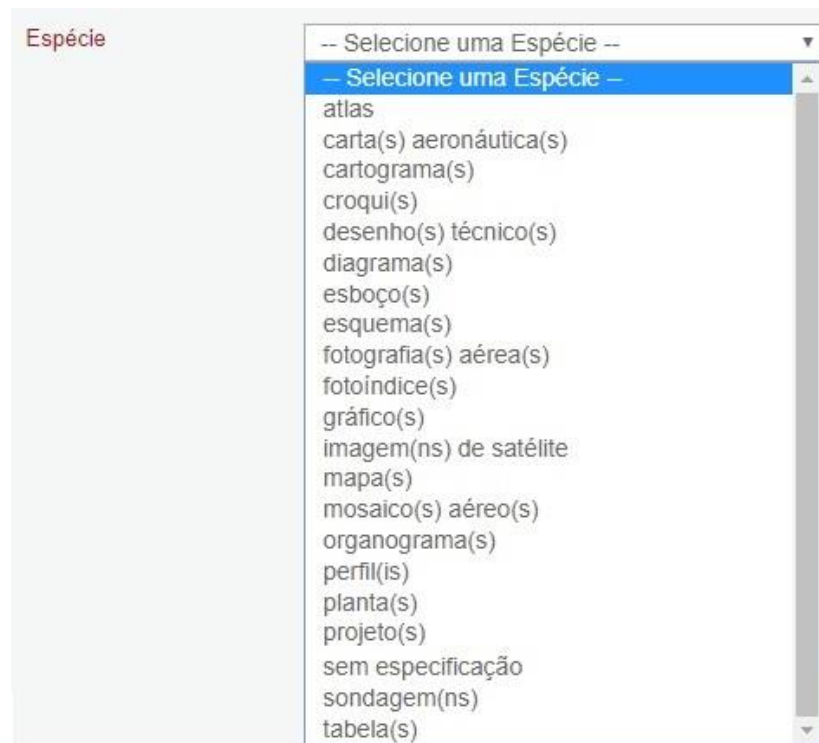 Espécie
-- Selecione uma Espécie --
-- Selecione uma Espécie --
atlas
carta(s) aeronáutica(s)
cartograma(s)
croqui(s)
desenho(s) técnico(s)
diagrama(s)
esboço(s)
esquema(s)
fotografia(s) aérea(s)
fotoíndice(s)
gráfico(s)
imagem(ns) de satélite
mapa(s)
mosaico(s) aéreo(s)
organograma(s)
perfil(is)
planta(s)
projeto(s)
sem especificação
sondagem(ns)
tabela(s)